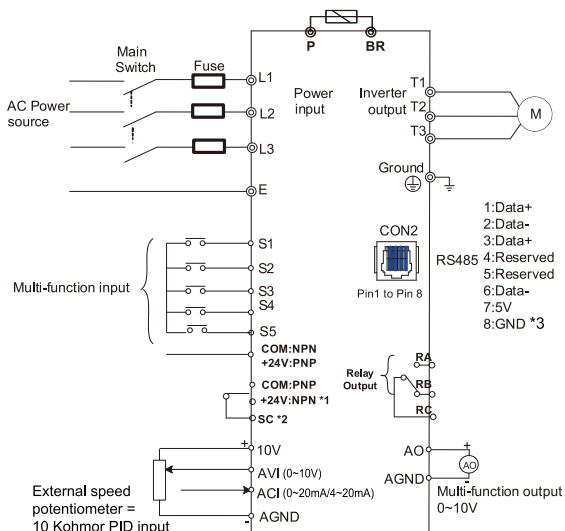 P
BR
Main
Switch
Fuse
L1
T1
Power
input
Inverter
output
AC Power
source
L2
T2
M
L3
T3
Ground
E
CON2
Pin1 to Pin 8
RS485
1:Data+
2:Data-
3:Data+
4:Reserved
5:Reserved
6:Data-
7:5V
8:GND *3
Multi-function input
S1
S2
S3
S4
S5
COM:NPN
+24V:PNP
COM:PNP
+24V:NPN *1
SC *2
Relay
Output
RA
RB
RC
+
10V
AVI (0~10V)
ACI (0~20mA/4~20mA)
-
AGND
External speed
potentiometer =
10 Kohmor PID input
AO
+
AO
AGND
-
Multi-function output
0~10V